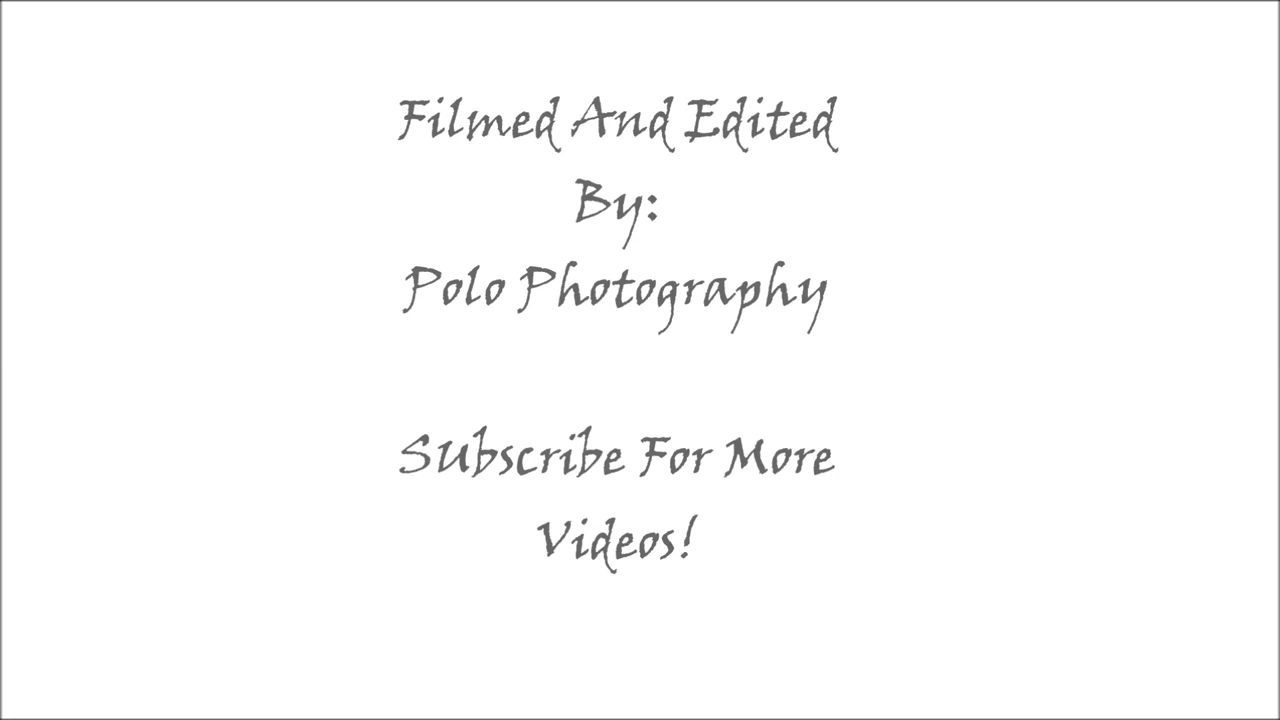 Filmed And Edited
By:
Polo Photography
SUbscribe For More
Videos!